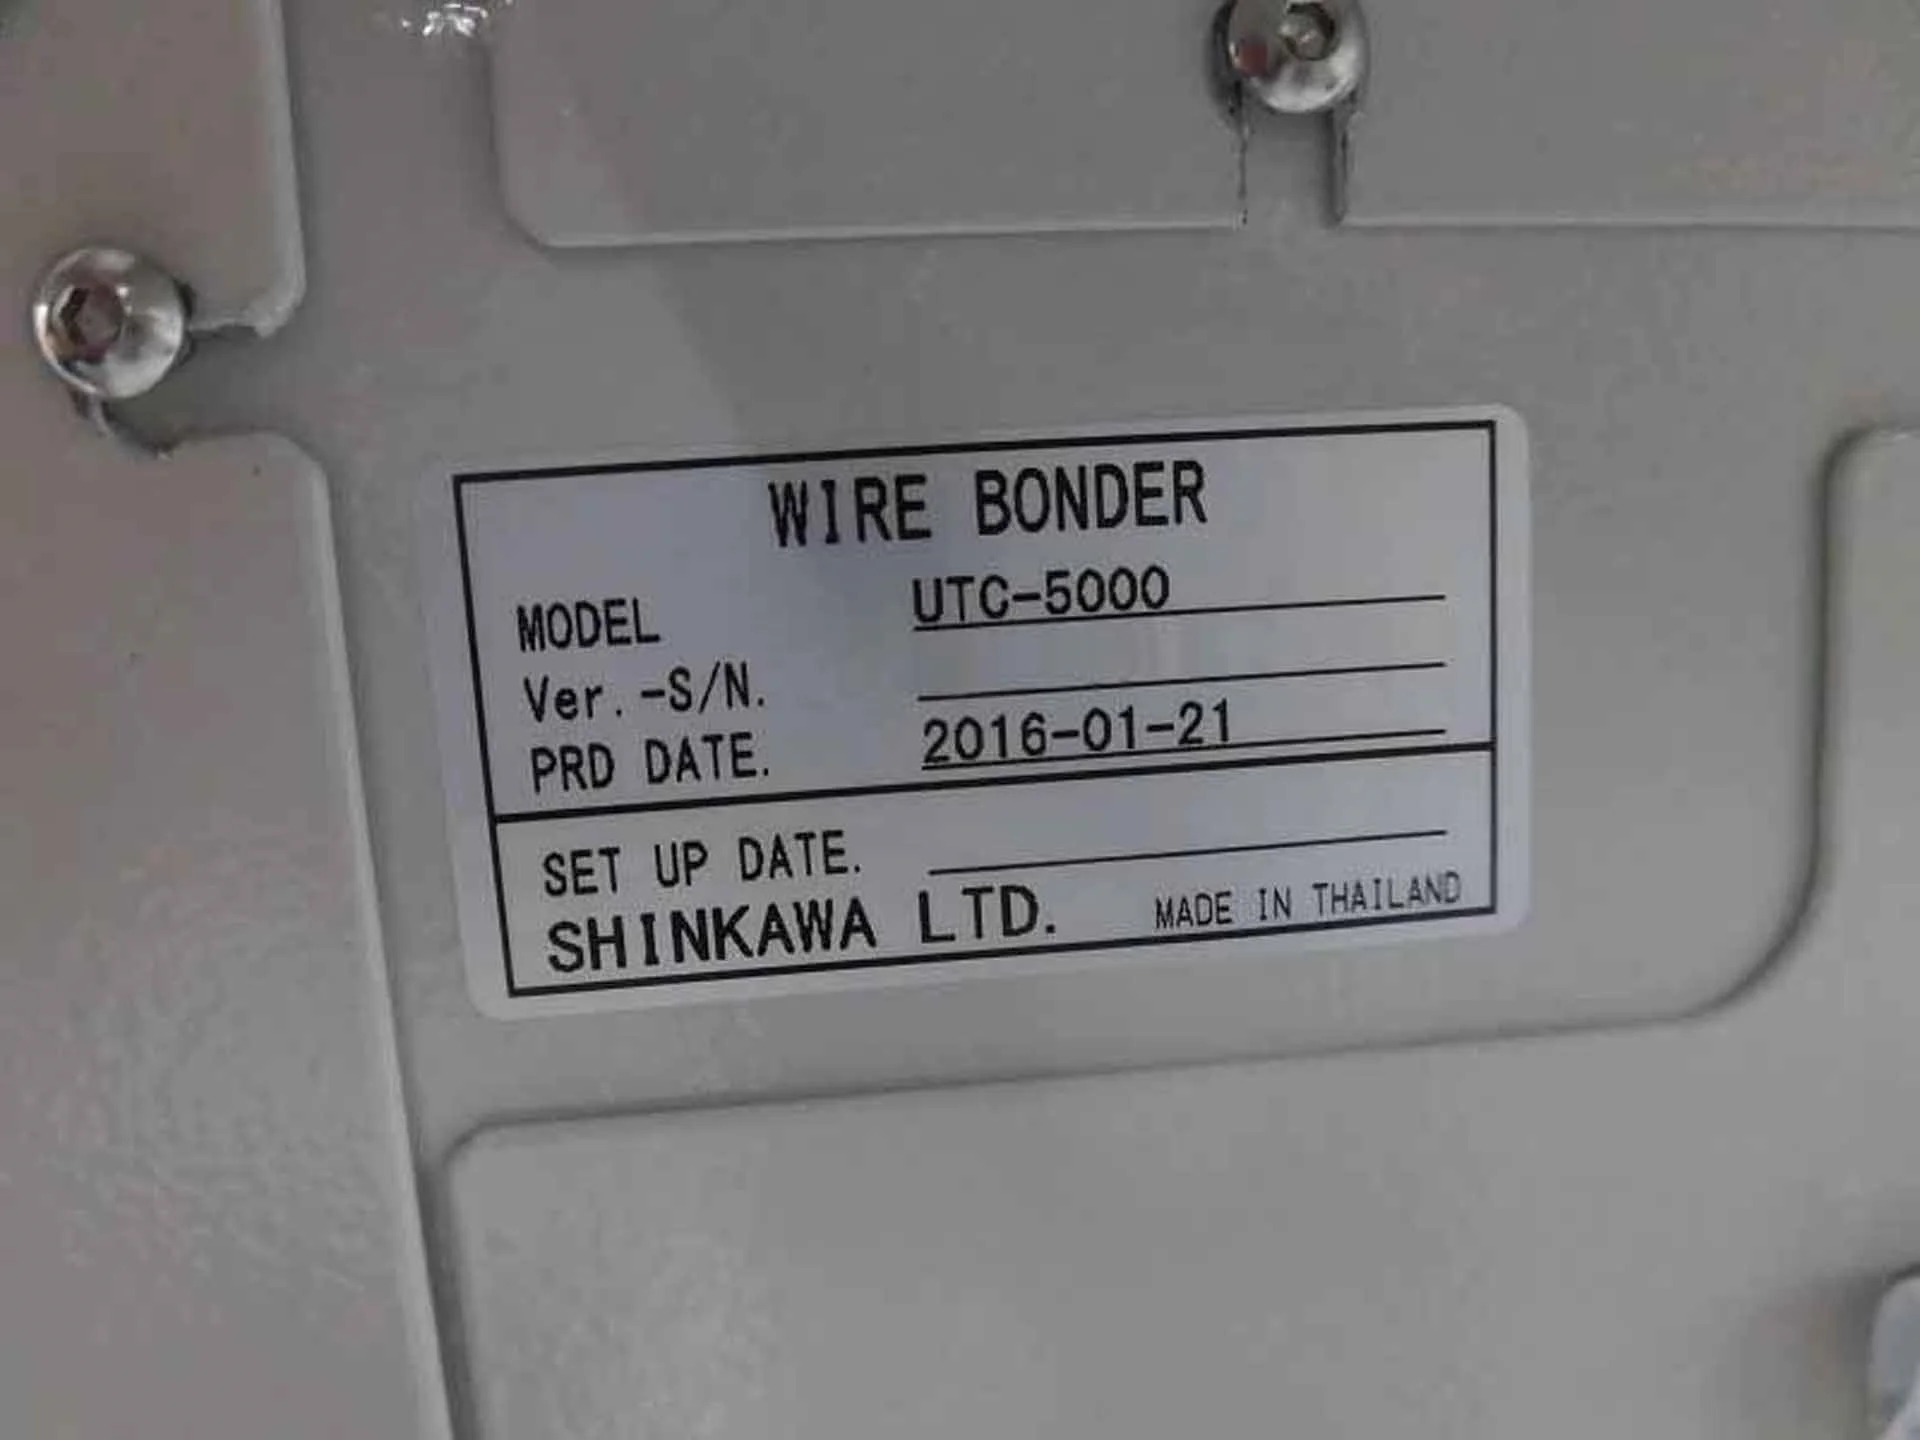 WIRE BONDER
MODEL UTC-5000
Ver.-S/N.
PRD DATE. 2016-01-21
SET UP DATE.
SHINKAWA LTD. MADE IN THAILAND